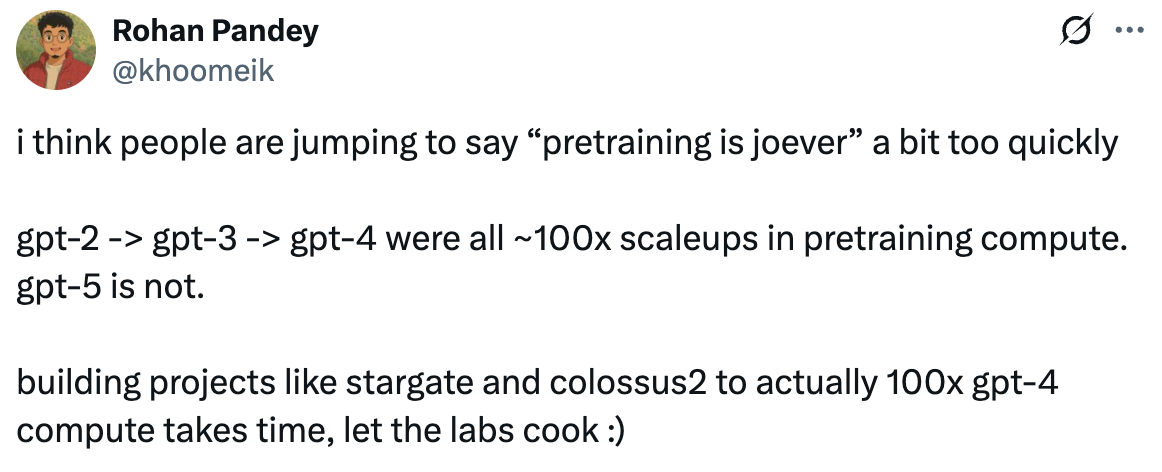 Rohan Pandey
@khoomeik
i think people are jumping to say “pretraining is joever” a bit too quickly
gpt-2 -> gpt-3 -> gpt-4 were all ~100x scaleups in pretraining compute.
gpt-5 is not.
building projects like stargate and colossus2 to actually 100x gpt-4
compute takes time, let the labs cook :)